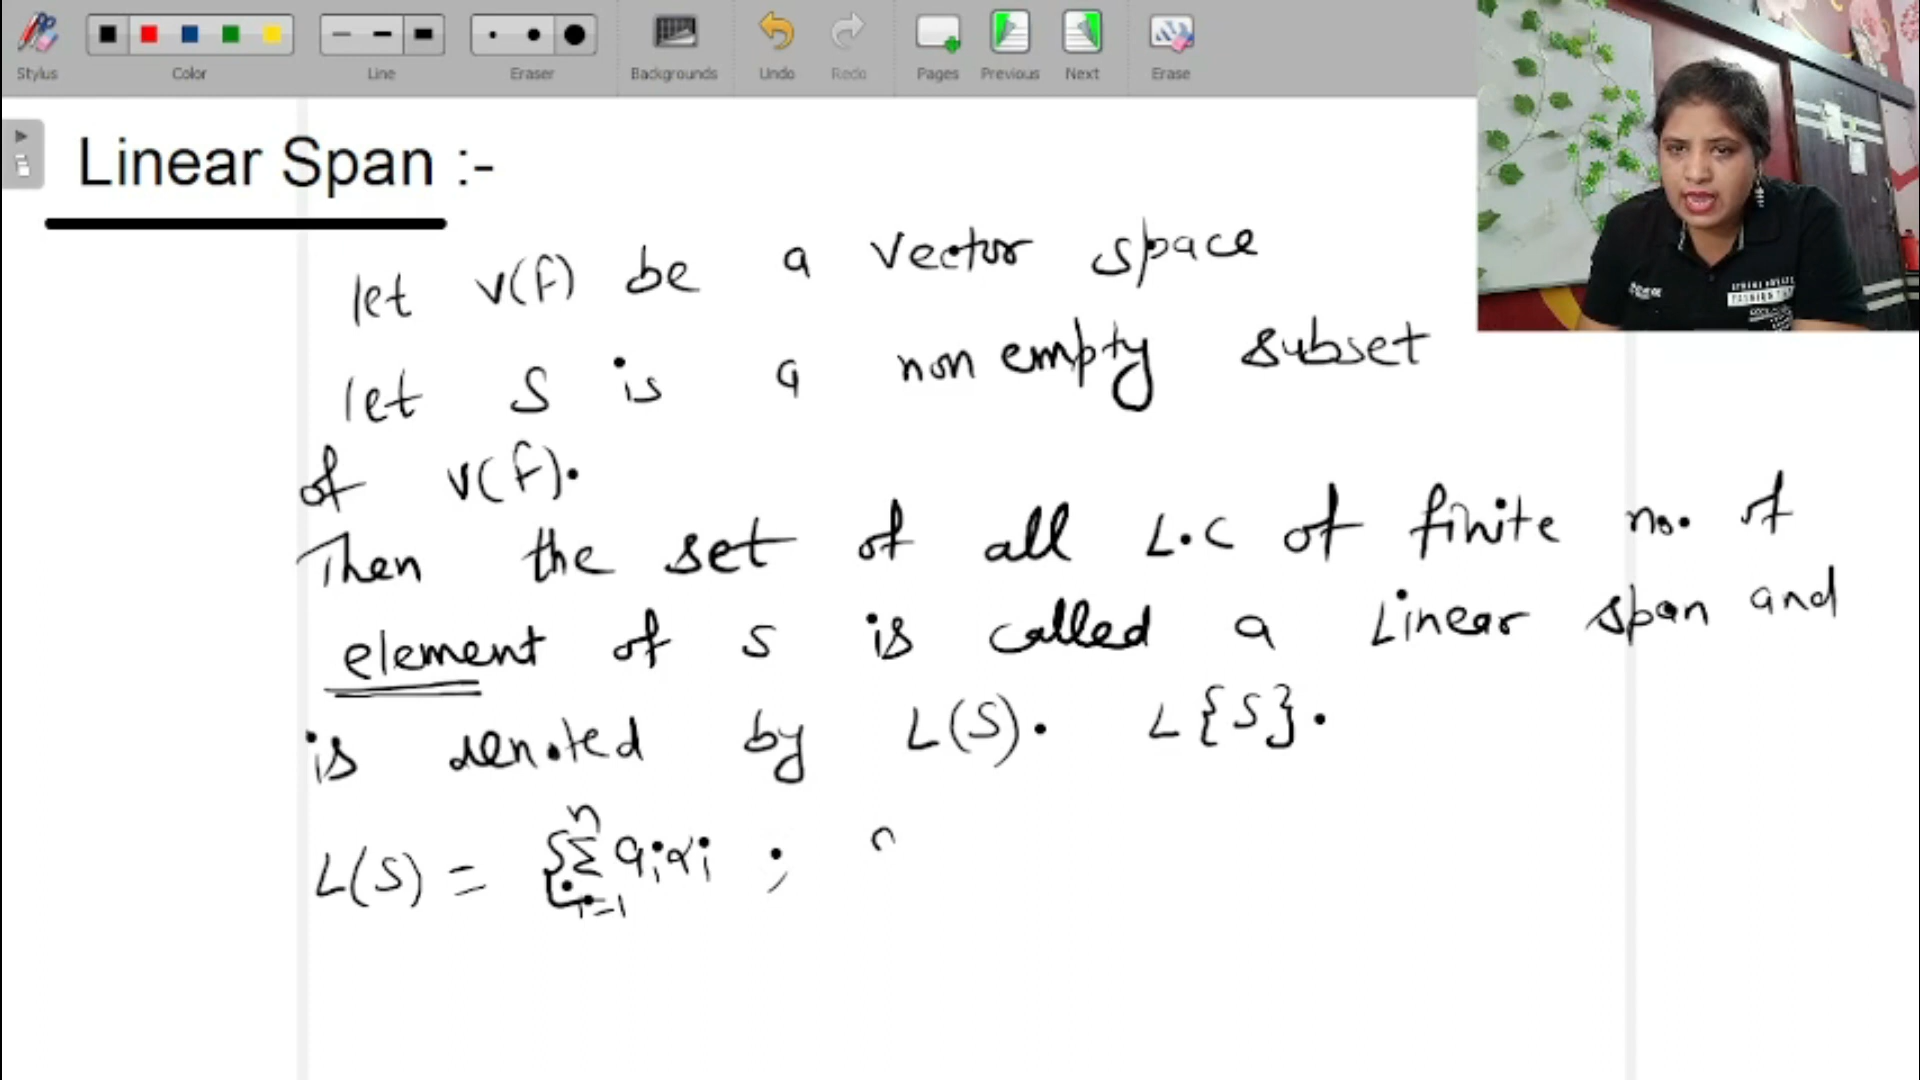 Stylus
Color
Line
Eraser
Backgrounds
Undo
Redo
Pages
Previous
Next
Erase
Linear Span :-
let V(F) be a vector space
let S is a non empty subset
of V(F).
Then the set of all L.C of finite no. of
element of S is called a Linear span and
is denoted by L(S). L{S}.
L(S) = {∑ⁿᵢ₌₁ aᵢαᵢ ;